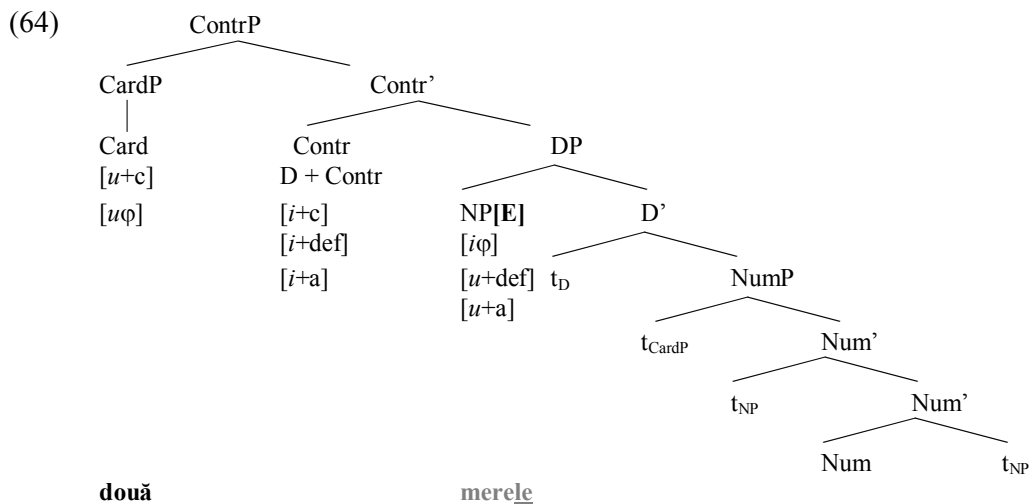 (64) ContrP
CardP Contr’
Card Contr DP
[u+c] D + Contr
[uφ] [i+c] NP[E] D’
[i+def] [iφ]
[i+a] [u+def] t_D NumP
[u+a]
t_CardP Num’
t_NP Num’
două merele Num t_NP